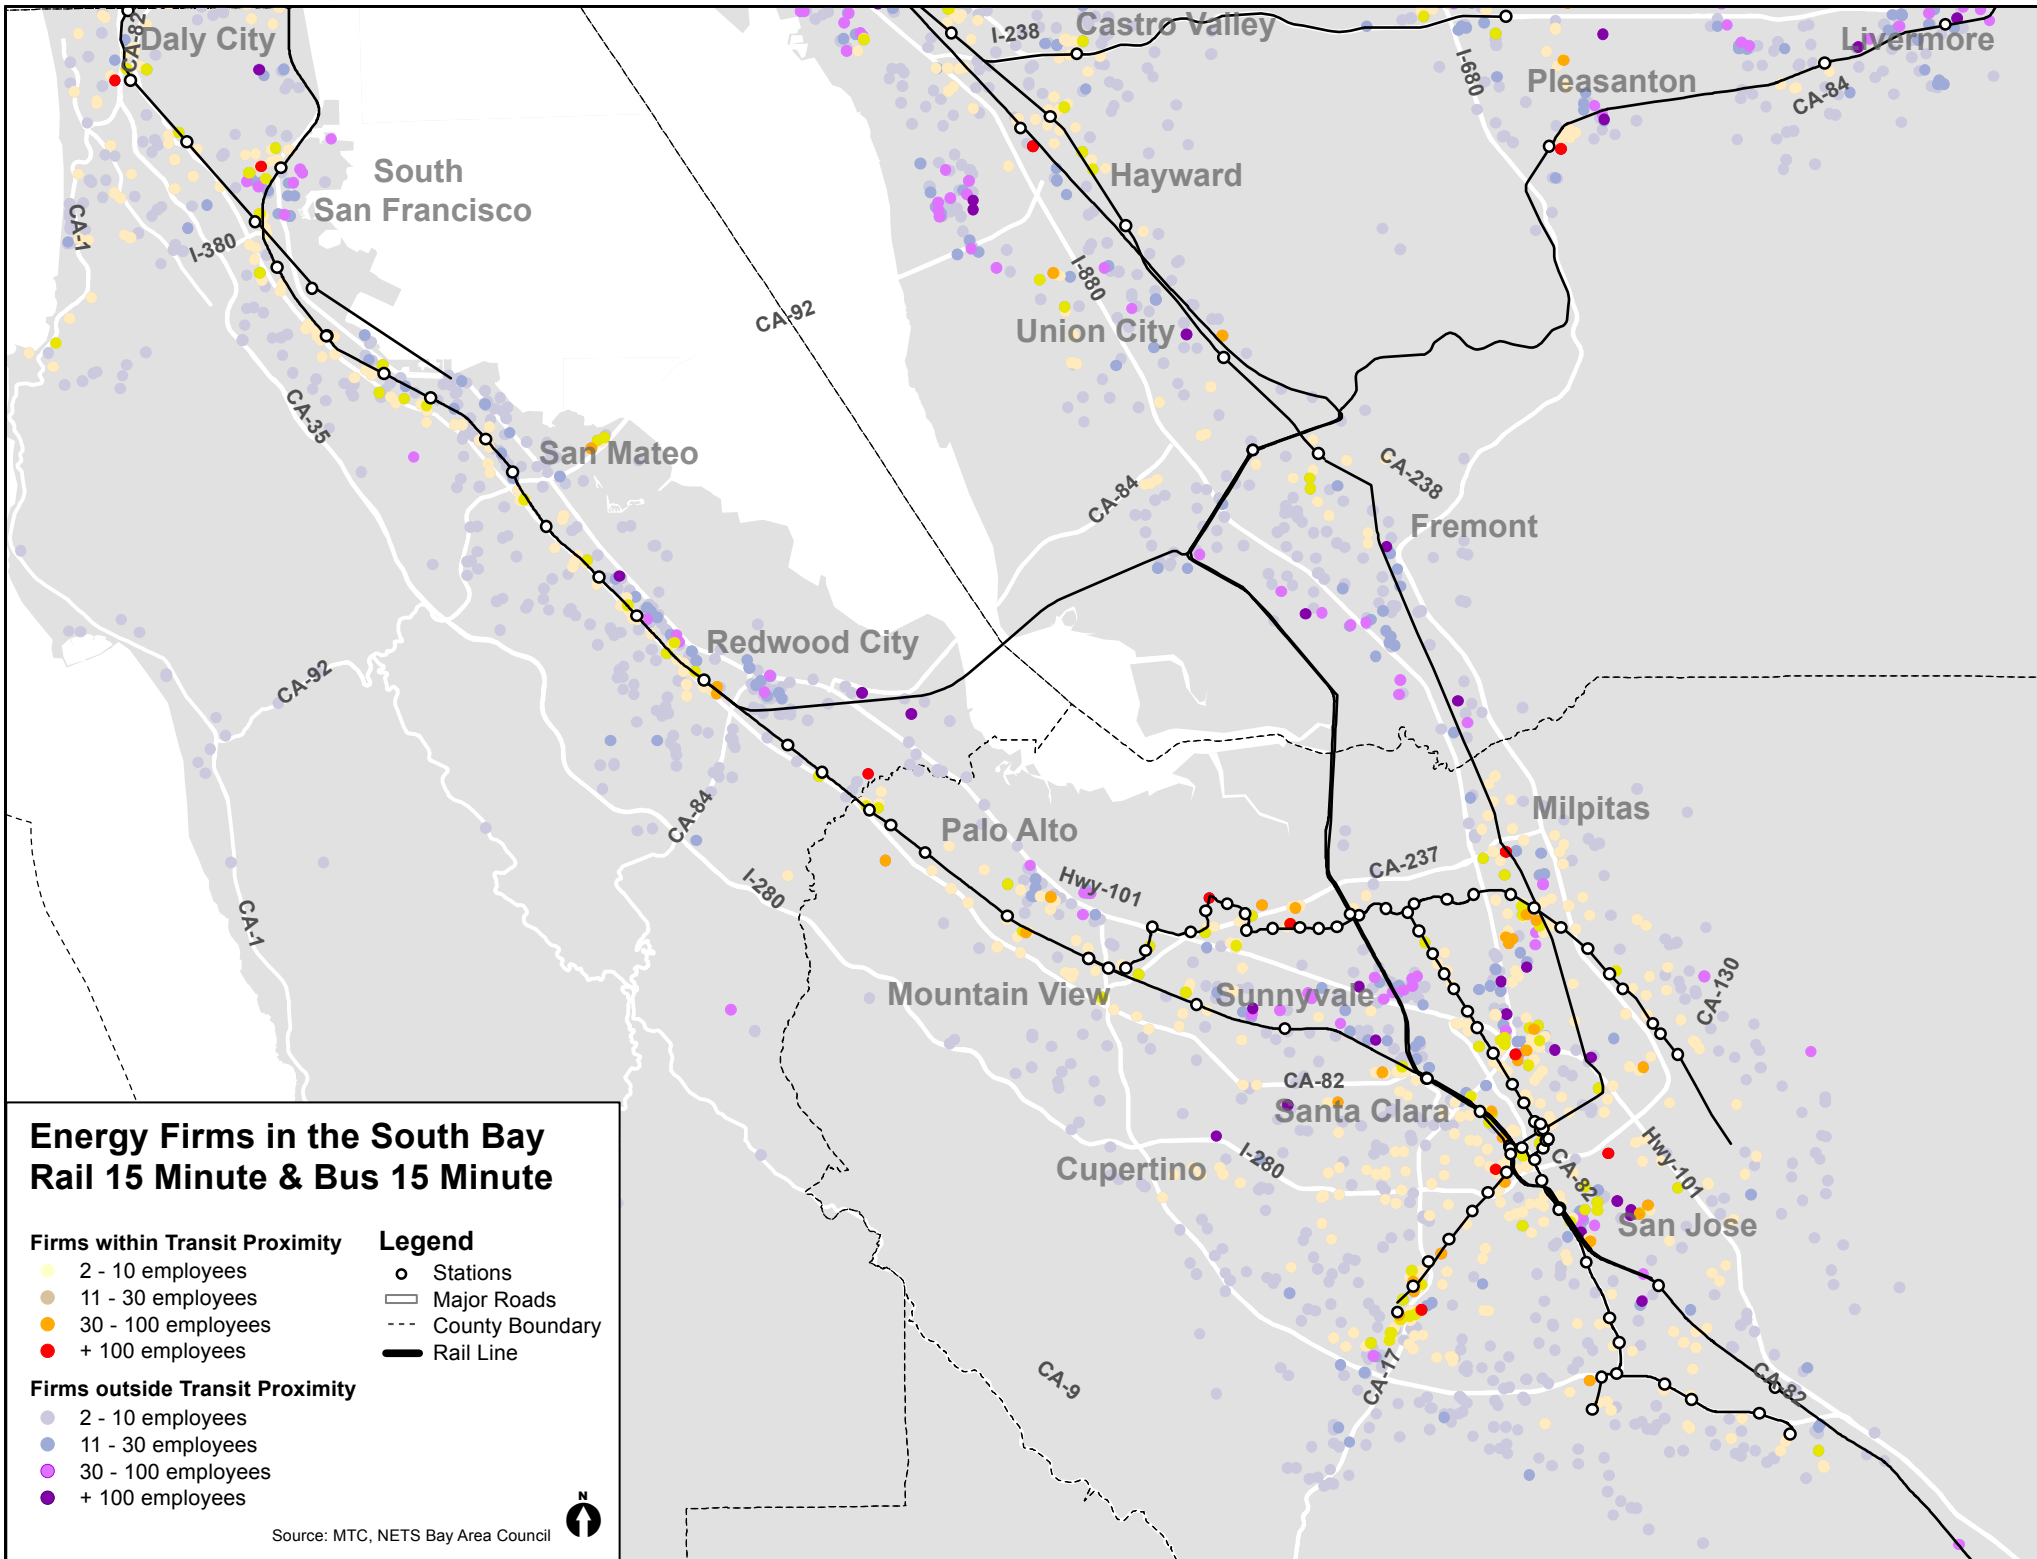 CA-82
Daly City
I-238
Castro Valley
Livermore
I-680
Pleasanton
CA-84
South
San Francisco
Hayward
CA-1
I-380
I-880
CA-92
Union City
CA-35
San Mateo
CA-84
CA-238
Fremont
Redwood City
CA-92
CA-84
Palo Alto
Milpitas
CA-237
I-280
Hwy-101
CA-1
Mountain View
Sunnyvale
CA-130
CA-82
Santa Clara
Cupertino
I-280
CA-82
Hwy-101
San Jose
CA-17
CA-9
CA-82
Energy Firms in the South Bay
Rail 15 Minute & Bus 15 Minute
Firms within Transit Proximity
2 - 10 employees
11 - 30 employees
30 - 100 employees
+ 100 employees
Firms outside Transit Proximity
2 - 10 employees
11 - 30 employees
30 - 100 employees
+ 100 employees
Legend
Stations
Major Roads
County Boundary
Rail Line
N
Source: MTC, NETS Bay Area Council